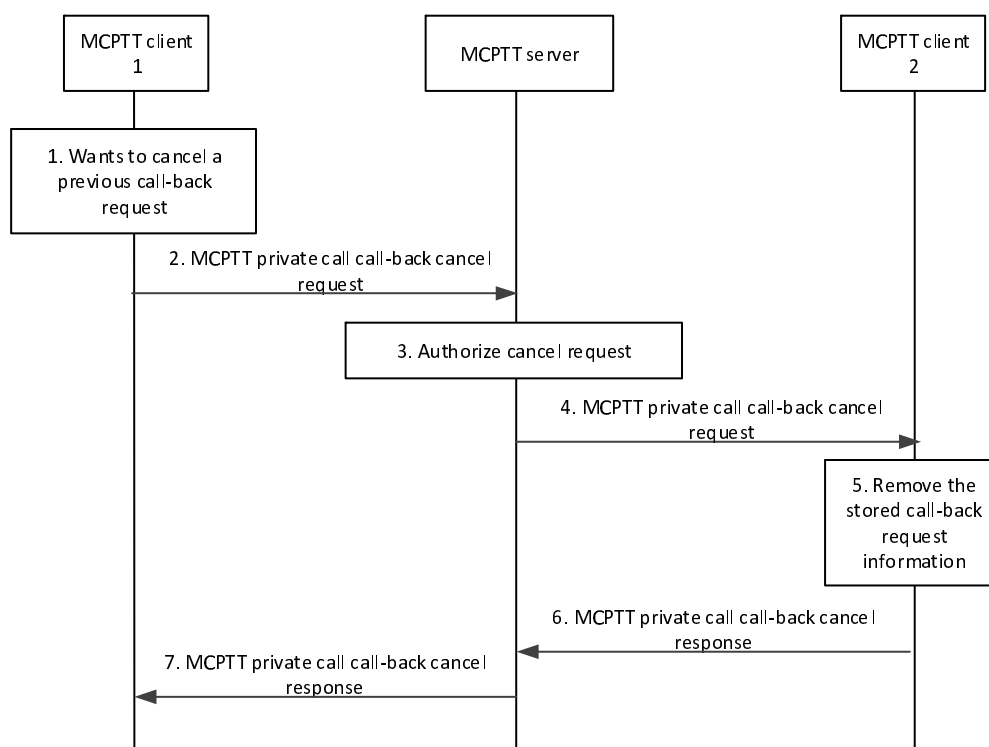 MCPTT client
1
MCPTT server
MCPTT client
2
1. Wants to cancel a
previous call-back
request
2. MCPTT private call call-back cancel
request
3. Authorize cancel request
4. MCPTT private call call-back cancel
request
5. Remove the
stored call-back
request
information
6. MCPTT private call call-back cancel
response
7. MCPTT private call call-back cancel
response